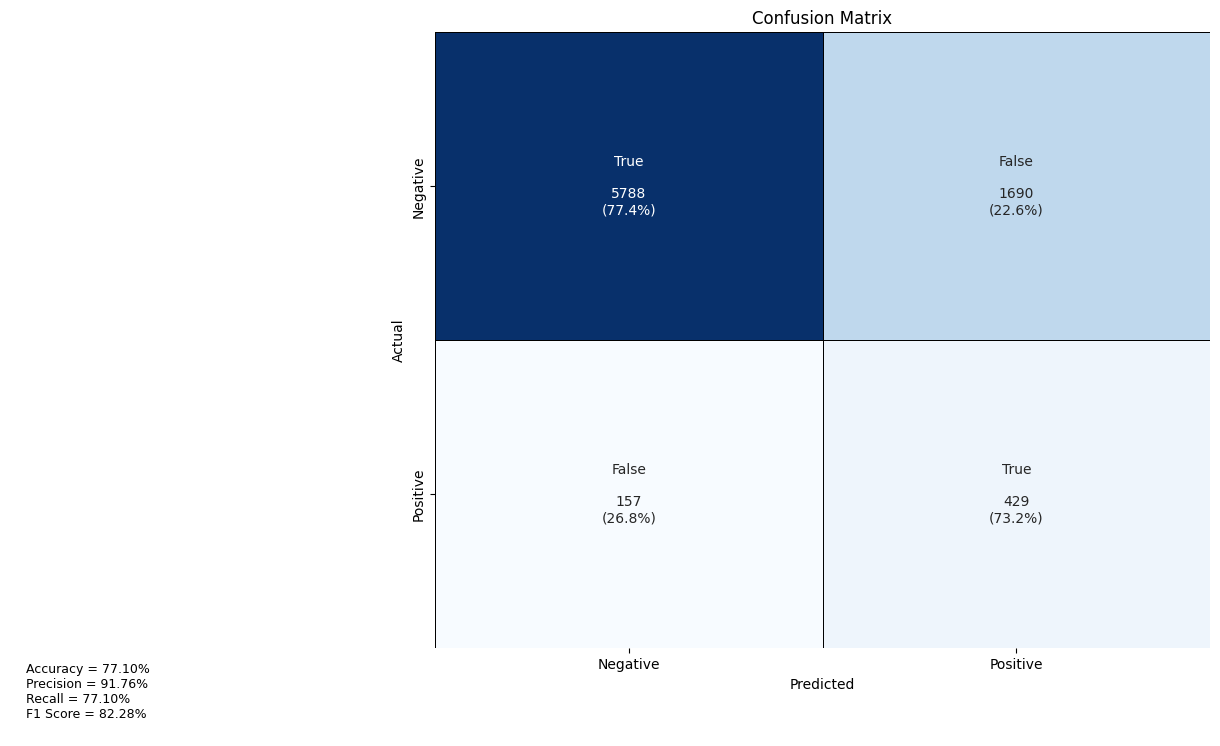 Confusion Matrix
True
5788
(77.4%)
False
1690
(22.6%)
Negative
Actual
False
157
(26.8%)
True
429
(73.2%)
Positive
Negative
Positive
Predicted
Accuracy = 77.10%
Precision = 91.76%
Recall = 77.10%
F1 Score = 82.28%